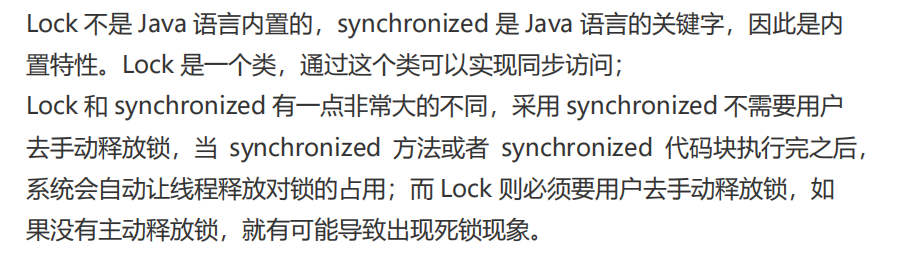 Lock 不是 Java 语言内置的，synchronized 是 Java 语言的关键字，因此是内
置特性。Lock 是一个类，通过这个类可以实现同步访问；
Lock 和 synchronized 有一点非常大的不同，采用 synchronized 不需要用户
去手动释放锁，当 synchronized 方法或者 synchronized 代码块执行完之后，
系统会自动让线程释放对锁的占用；而 Lock 则必须要用户去手动释放锁，如
果没有主动释放锁，就有可能导致出现死锁现象。